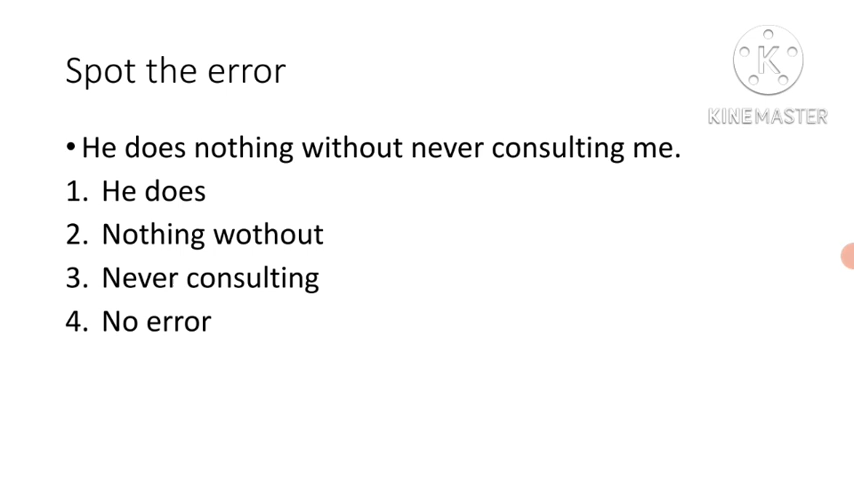 Spot the error
K
KINEMASTER
• He does nothing without never consulting me.
1. He does
2. Nothing wothout
3. Never consulting
4. No error